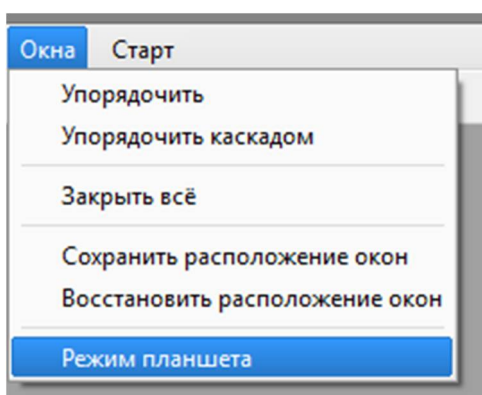 Окна Старт
Упорядочить
Упорядочить каскадом
Закрыть всё
Сохранить расположение окон
Восстановить расположение окон
Режим планшета